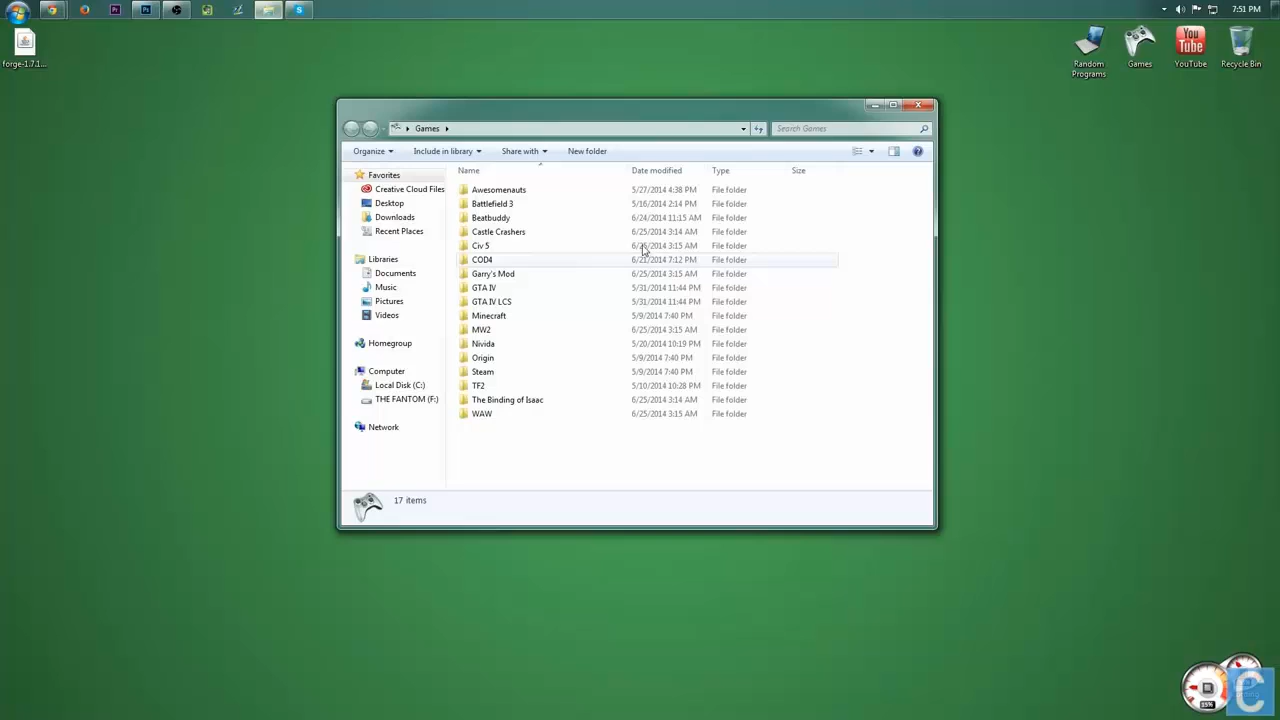 7:51 PM
Pr
Ps
S
forge-1.7.1...
Random
Programs
Games
You
Tube
YouTube
Recycle Bin
Games
Search Games
Organize
Include in library
Share with
New folder
Name
Date modified
Type
Size
Favorites
Creative Cloud Files
Desktop
Downloads
Recent Places
Libraries
Documents
Music
Pictures
Videos
Homegroup
Computer
Local Disk (C:)
THE FANTOM (F:)
Network
Awesomenauts 5/27/2014 4:38 PM File folder
Battlefield 3 5/16/2014 2:14 PM File folder
Beatbuddy 6/24/2014 11:15 AM File folder
Castle Crashers 6/25/2014 3:14 AM File folder
Civ 5 2014 3:15 AM File folder
COD4 6/21/2014 7:12 PM File folder
Garry's Mod 6/25/2014 3:15 AM File folder
GTA IV 5/31/2014 11:44 PM File folder
GTA IV LCS 5/31/2014 11:44 PM File folder
Minecraft 5/9/2014 7:40 PM File folder
MW2 6/25/2014 3:15 AM File folder
Nivida 5/20/2014 10:19 PM File folder
Origin 5/9/2014 7:40 PM File folder
Steam 5/9/2014 7:40 PM File folder
TF2 5/10/2014 10:28 PM File folder
The Binding of Isaac 6/25/2014 3:14 AM File folder
WAW 6/25/2014 3:15 AM File folder
17 items
15%
C